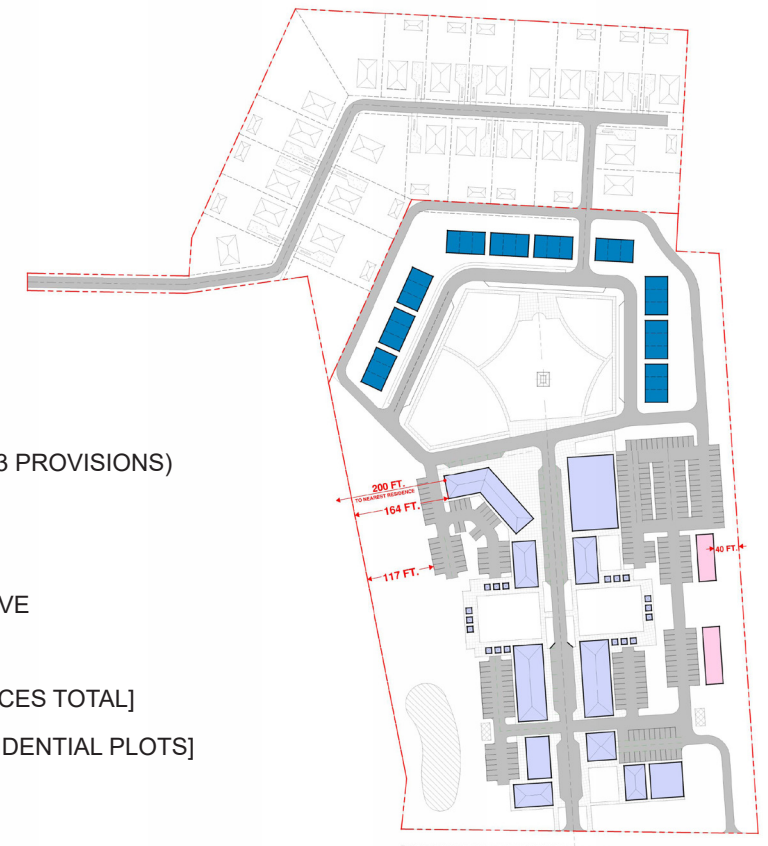 3 PROVISIONS)
200 FT.
TO NEAREST RESIDENCE
164 FT.
40 FT.
117 FT.
VE
CES TOTAL]
DENTIAL PLOTS]